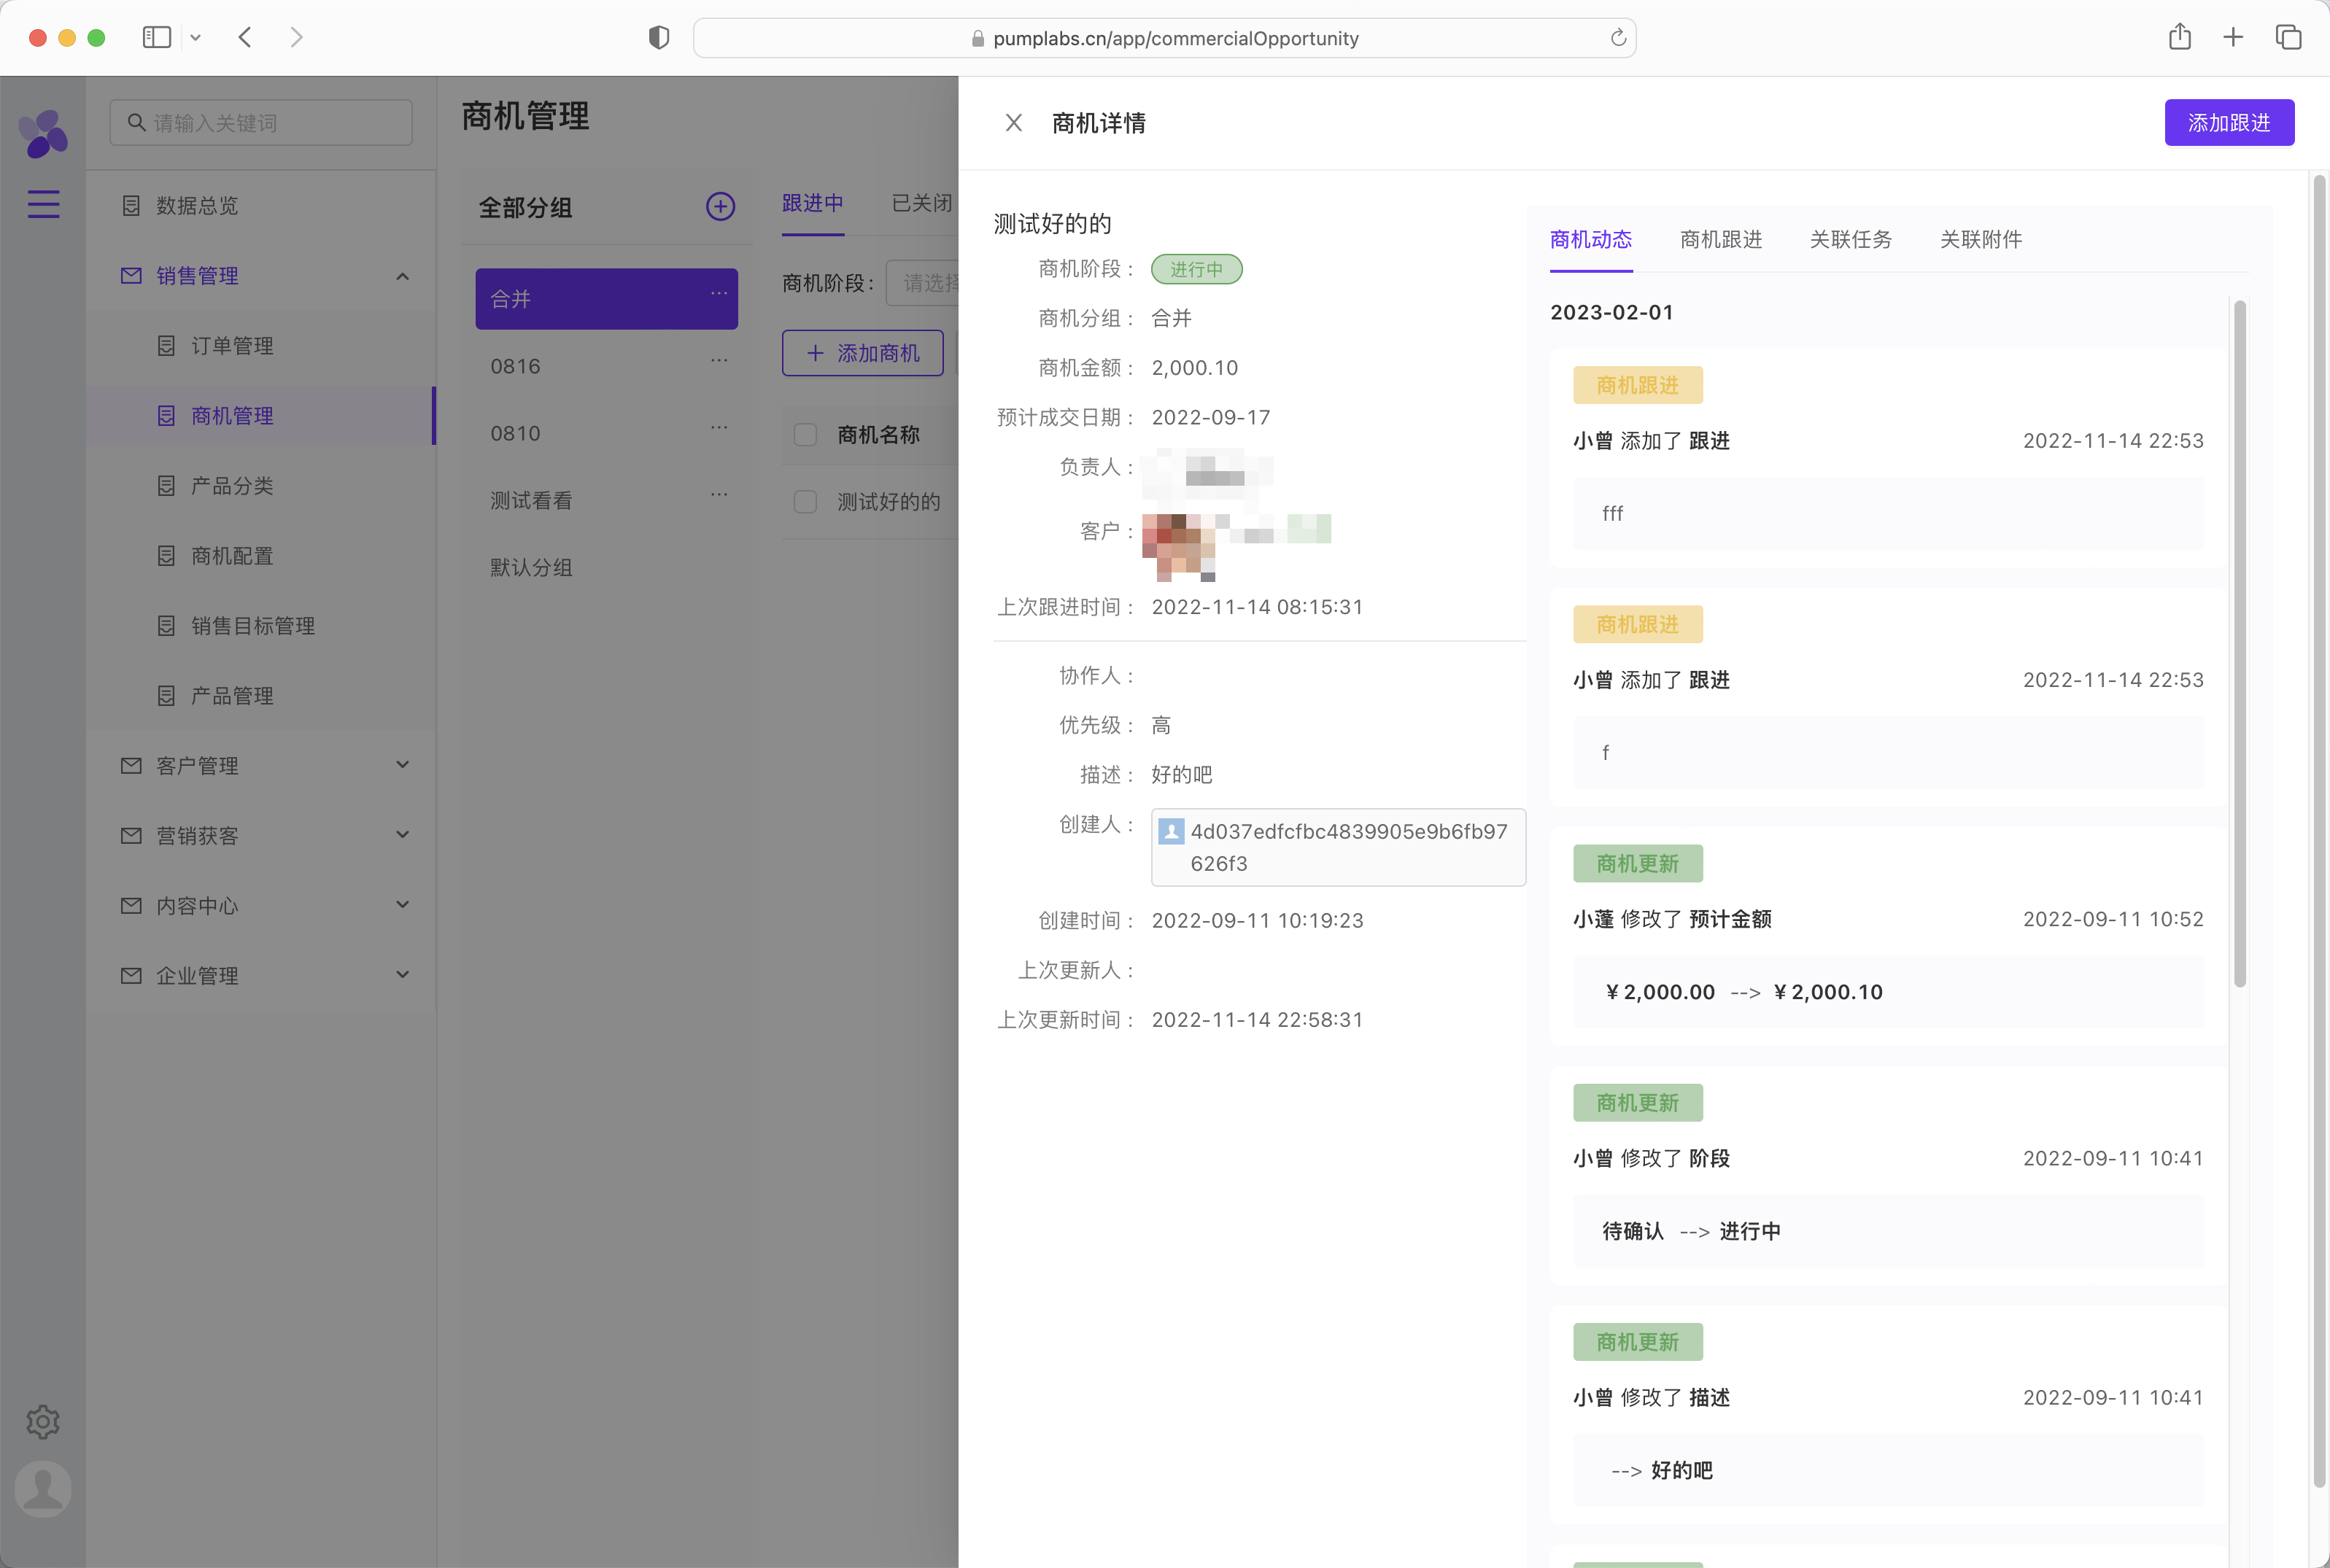 pumplabs.cn/app/commercialOpportunity
请输入关键词
数据总览
销售管理
订单管理
商机管理
产品分类
商机配置
销售目标管理
产品管理
客户管理
营销获客
内容中心
企业管理
商机管理
全部分组
合并 ...
0816 ...
0810 ...
测试看看 ...
默认分组
跟进中 已关闭
商机阶段： 请选择
+ 添加商机
商机名称
测试好的的
商机详情
添加跟进
测试好的的
商机阶段： 进行中
商机分组： 合并
商机金额： 2,000.10
预计成交日期： 2022-09-17
负责人：
客户：
上次跟进时间： 2022-11-14 08:15:31
协作人：
优先级： 高
描述： 好的吧
创建人： 4d037edfcfbc4839905e9b6fb97
626f3
创建时间： 2022-09-11 10:19:23
上次更新人：
上次更新时间： 2022-11-14 22:58:31
商机动态 商机跟进 关联任务 关联附件
2023-02-01
商机跟进
小曾 添加了 跟进 2022-11-14 22:53
fff
商机跟进
小曾 添加了 跟进 2022-11-14 22:53
f
商机更新
小蓬 修改了 预计金额 2022-09-11 10:52
¥2,000.00 --> ¥2,000.10
商机更新
小曾 修改了 阶段 2022-09-11 10:41
待确认 --> 进行中
商机更新
小曾 修改了 描述 2022-09-11 10:41
--> 好的吧